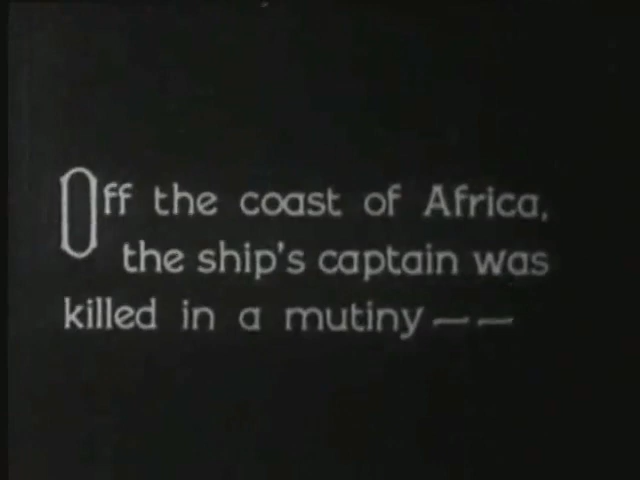 Off the coast of Africa,
the ship's captain was
killed in a mutiny — —